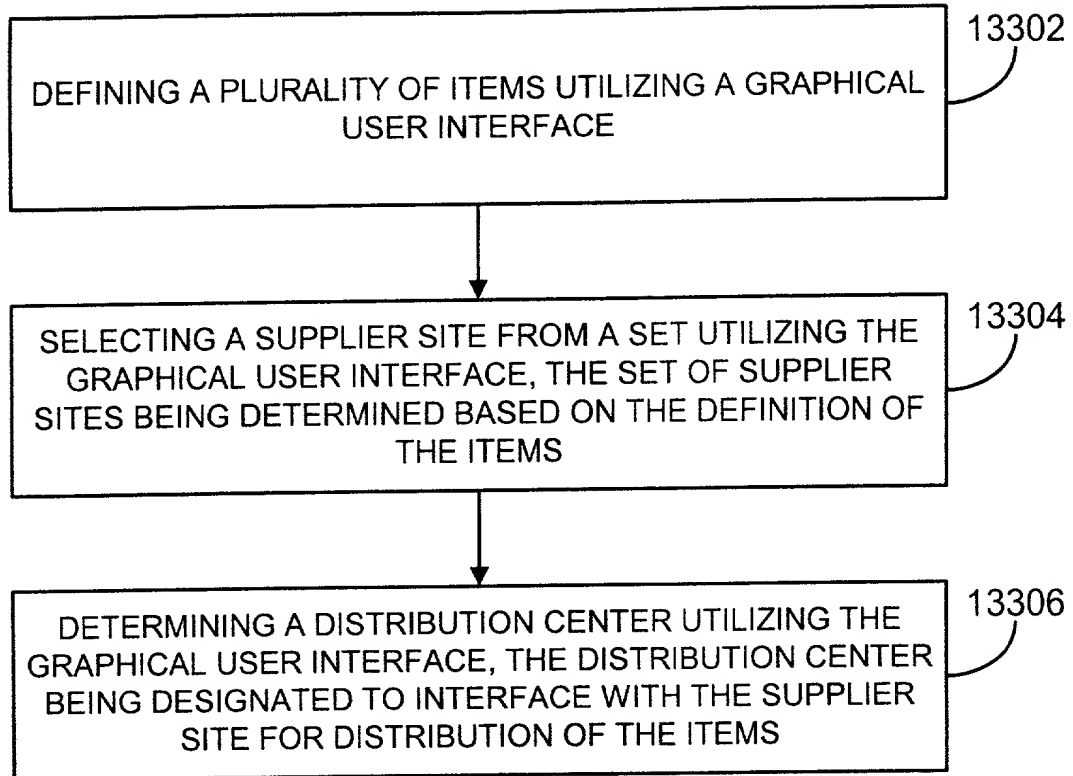 13302
DEFINING A PLURALITY OF ITEMS UTILIZING A GRAPHICAL
USER INTERFACE
13304
SELECTING A SUPPLIER SITE FROM A SET UTILIZING THE
GRAPHICAL USER INTERFACE, THE SET OF SUPPLIER
SITES BEING DETERMINED BASED ON THE DEFINITION OF
THE ITEMS
13306
DETERMINING A DISTRIBUTION CENTER UTILIZING THE
GRAPHICAL USER INTERFACE, THE DISTRIBUTION CENTER
BEING DESIGNATED TO INTERFACE WITH THE SUPPLIER
SITE FOR DISTRIBUTION OF THE ITEMS